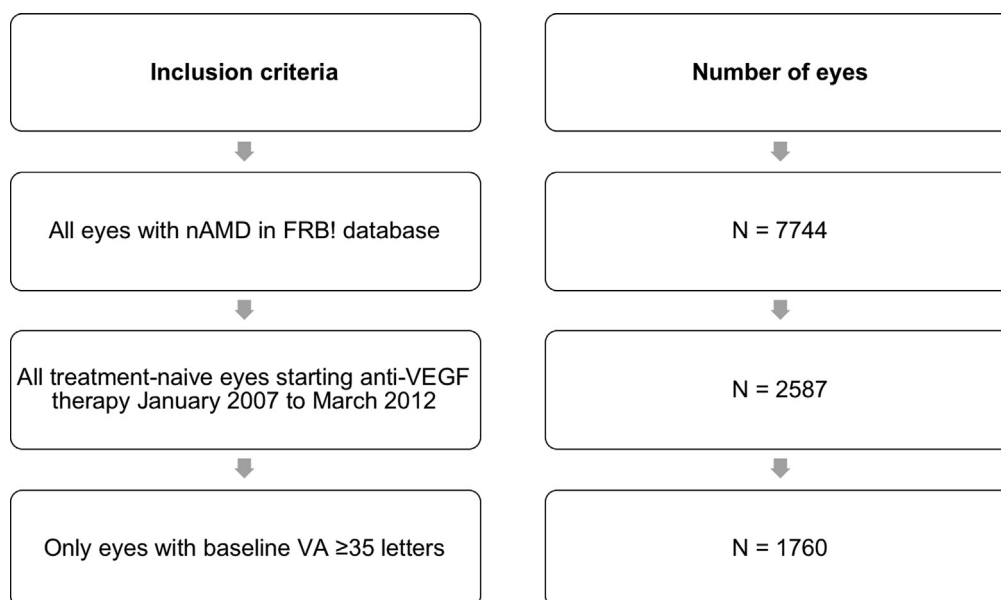 Inclusion criteria
Number of eyes
All eyes with nAMD in FRB! database
N = 7744
All treatment-naive eyes starting anti-VEGF
therapy January 2007 to March 2012
N = 2587
Only eyes with baseline VA ≥35 letters
N = 1760